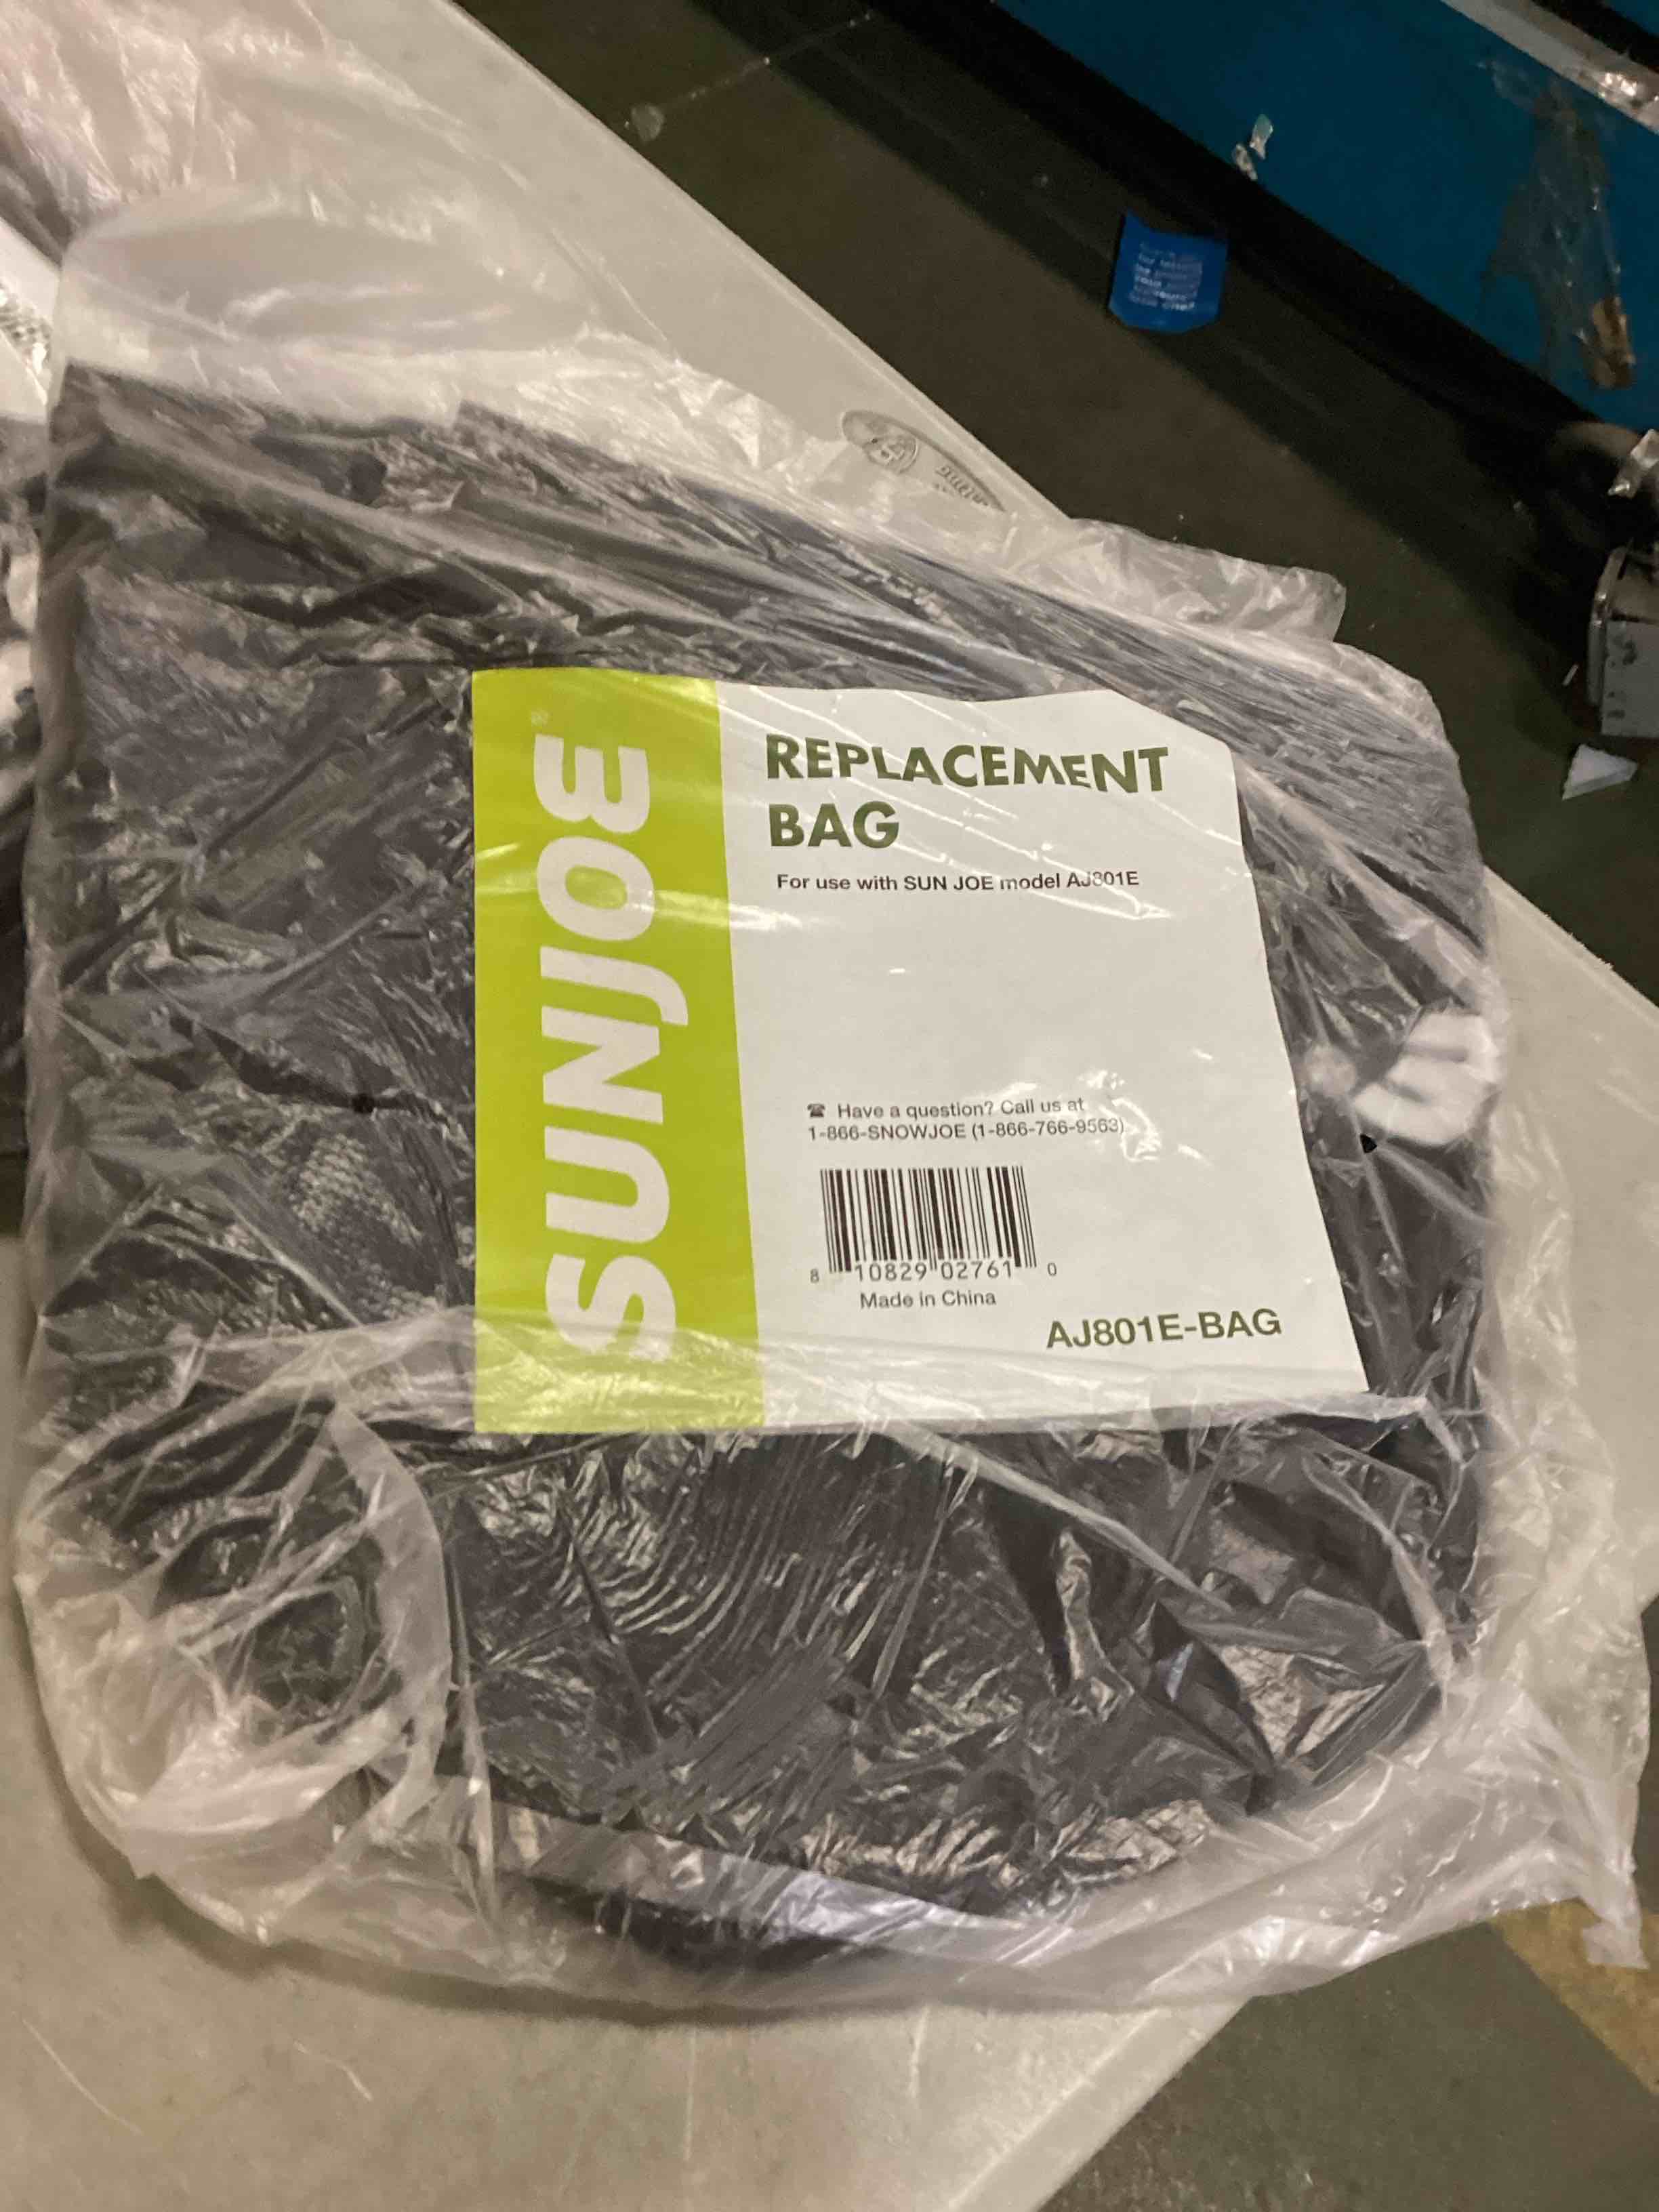 SUNJOE®
REPLACEMENT
BAG
For use with SUN JOE model AJ801E
☎ Have a question? Call us at
1-866-SNOWJOE (1-866-766-9563)
8 10829 02761 0
Made in China
AJ801E-BAG